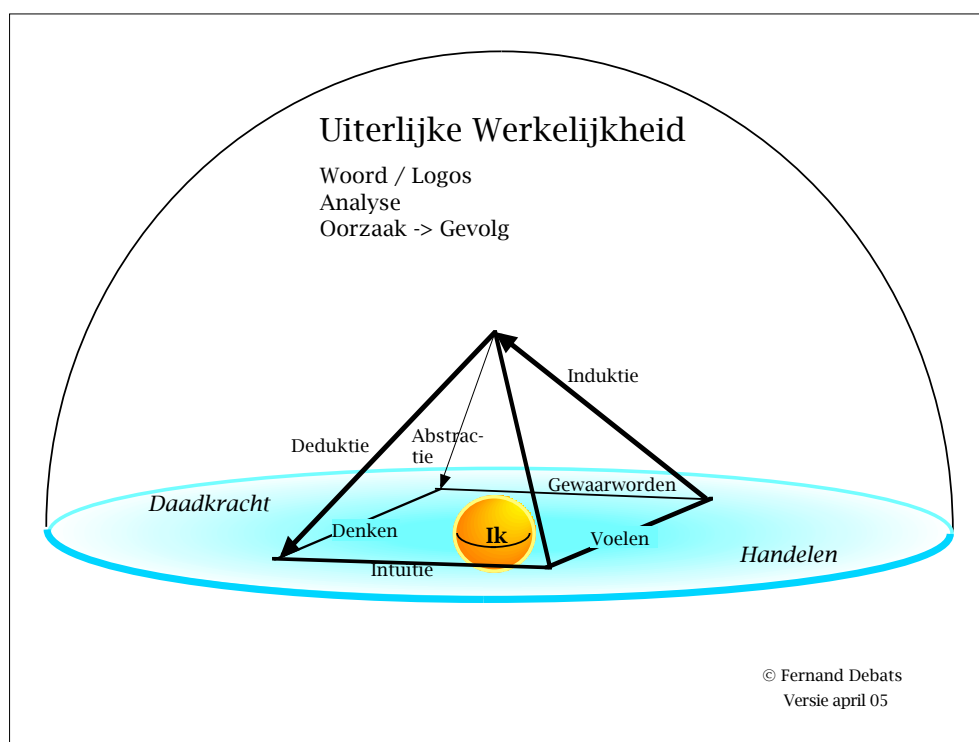 Uiterlijke Werkelijkheid
Woord / Logos
Analyse
Oorzaak -> Gevolg
Induktie
Deduktie
Abstrac-
tie
Gewaarworden
Daadkracht
Denken
Ik
Voelen
Handelen
Intuitie
© Fernand Debats
Versie april 05